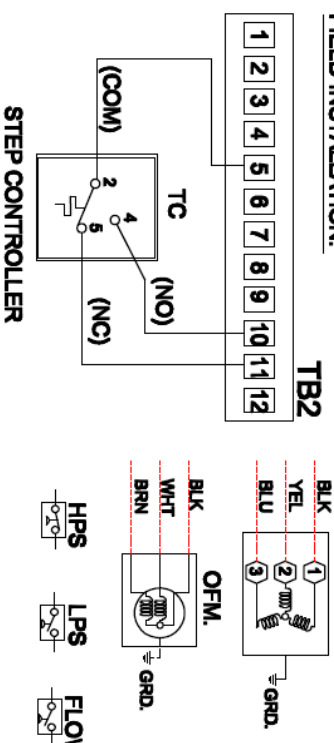 FIELD INSTALLATION:
TB2
1 2 3 4 5 6 7 8 9 10 11 12
BLK
YEL
BLU
1
2
3
GRD.
(COM)
TC
(NO)
(NC)
2
4
5
STEP CONTROLLER
OFM.
BLK
WHT
BRN
GRD.
HPS
LPS